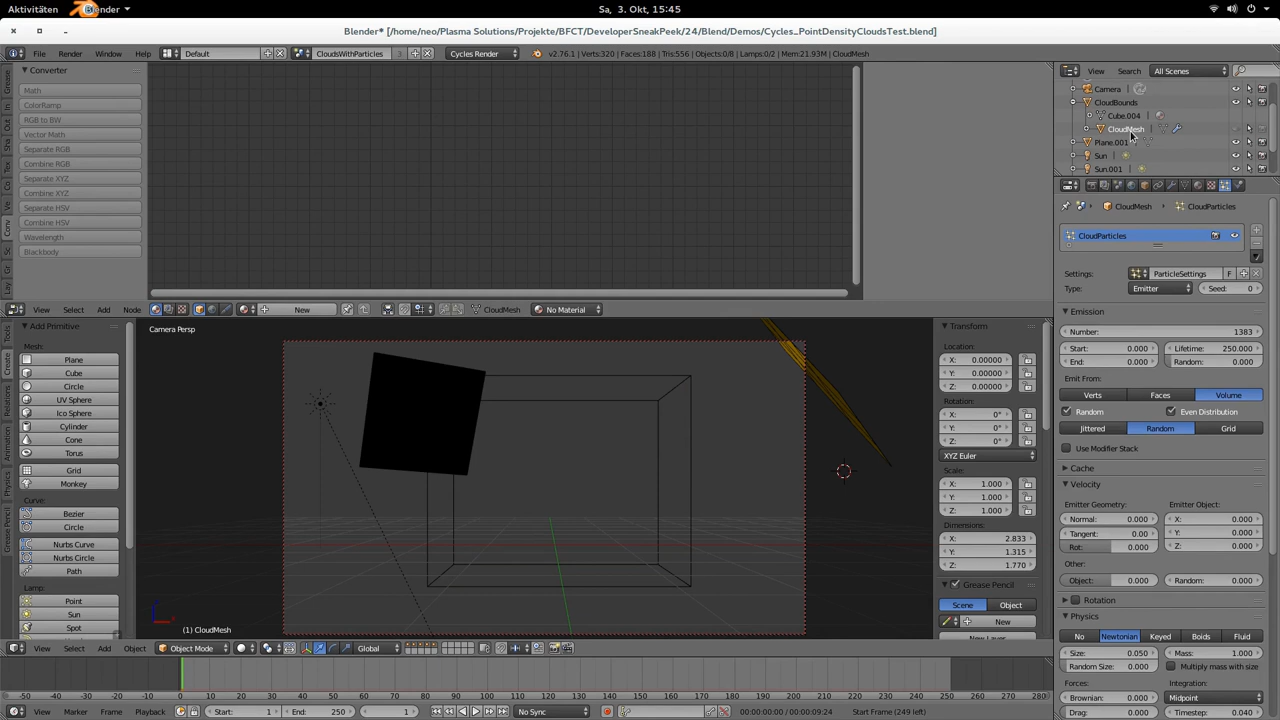 Aktivitäten
Blender
Sa, 3. Okt, 15:45
Blender* [/home/neo/Plasma Solutions/Projekte/BFCT/DeveloperSneakPeek/24/Blend/Demos/Cycles_PointDensityCloudsTest.blend]
File Render Window Help Default CloudsWithParticles 3 Cycles Render v2.76.1 | Verts:320 | Faces:188 | Tris:556 | Objects:0/8 | Lamps:0/2 | Mem:21.93M | CloudMesh
Converter
Math
ColorRamp
RGB to BW
Vector Math
Separate RGB
Combine RGB
Separate XYZ
Combine XYZ
Separate HSV
Combine HSV
Wavelength
Blackbody
View Search All Scenes
Camera
CloudBounds
Cube.004
CloudMesh
Plane.001
Sun
Sun.001
View Select Add Node New CloudMesh No Material
CloudMesh CloudParticles
CloudParticles
Settings: ParticleSettings F
Type: Emitter Seed: 0
Emission
Number: 1383
Start: 0.000 Lifetime: 250.000
End: 0.000 Random: 0.000
Emit From:
Verts Faces Volume
Random Even Distribution
Jittered Random Grid
Use Modifier Stack
Cache
Velocity
Emitter Geometry: Emitter Object:
Normal: 0.000 X: 0.000
Tangent: 0.00 Y: 0.000
Rot: 0.000 Z: 0.000
Other:
Object: 0.000 Random: 0.000
Rotation
Physics
No Newtonian Keyed Boids Fluid
Size: 0.050 Mass: 1.000
Random Size: 0.000 Multiply mass with size
Forces: Integration:
Brownian: 0.000 Midpoint
Drag: 0.000 Timestep: 0.040
Tools
Create
Relations
Animation
Physics
Grease Pencil
Add Primitive
Mesh:
Plane
Cube
Circle
UV Sphere
Ico Sphere
Cylinder
Cone
Torus
Grid
Monkey
Curve:
Bezier
Circle
Nurbs Curve
Nurbs Circle
Path
Lamp:
Point
Sun
Spot
Camera Persp
(1) CloudMesh
Transform
Location:
X: 0.00000
Y: 0.00000
Z: 0.00000
Rotation:
X: 0°
Y: 0°
Z: 0°
XYZ Euler
Scale:
X: 1.000
Y: 1.000
Z: 1.000
Dimensions:
X: 2.833
Y: 1.315
Z: 1.770
Grease Pencil
Scene Object
New
View Select Add Object Object Mode Global
-50 -40 -30 -20 -10 0 10 20 30 40 50 60 70 80 90 100 110 120 130 140 150 160 170 180 190 200 210 220 230 240 250 260 270 280
View Marker Frame Playback Start: 1 End: 250 1 No Sync 00:00:00:00 / 00:00:09:24 Start Frame (249 left)